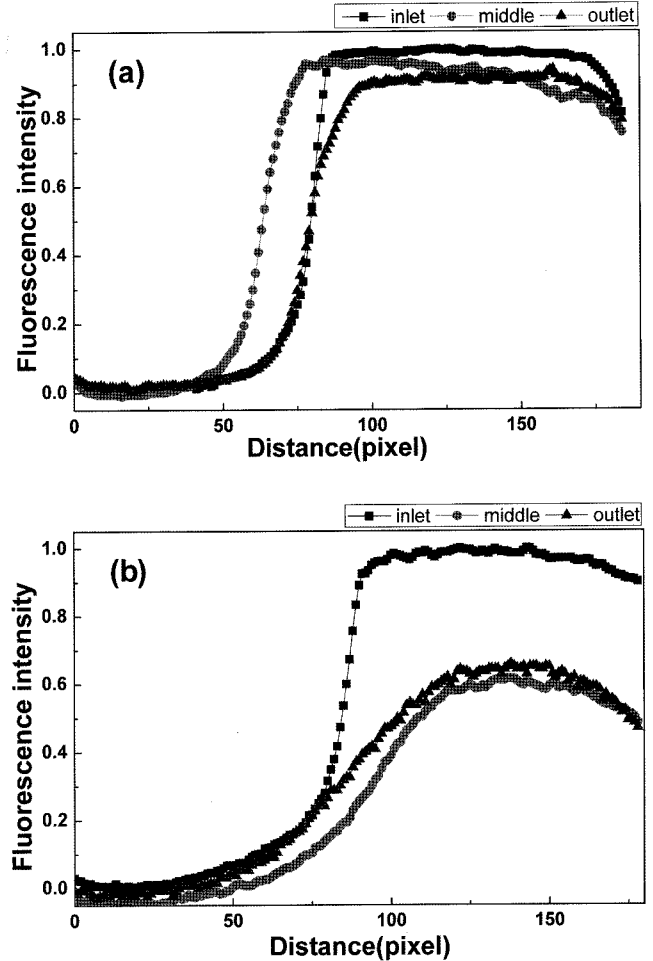 inlet middle outlet
(a)
1.0
0.8
0.6
0.4
0.2
0.0
Fluorescence intensity
0 50 100 150
Distance(pixel)
inlet middle outlet
(b)
1.0
0.8
0.6
0.4
0.2
0.0
Fluorescence intensity
0 50 100 150
Distance(pixel)